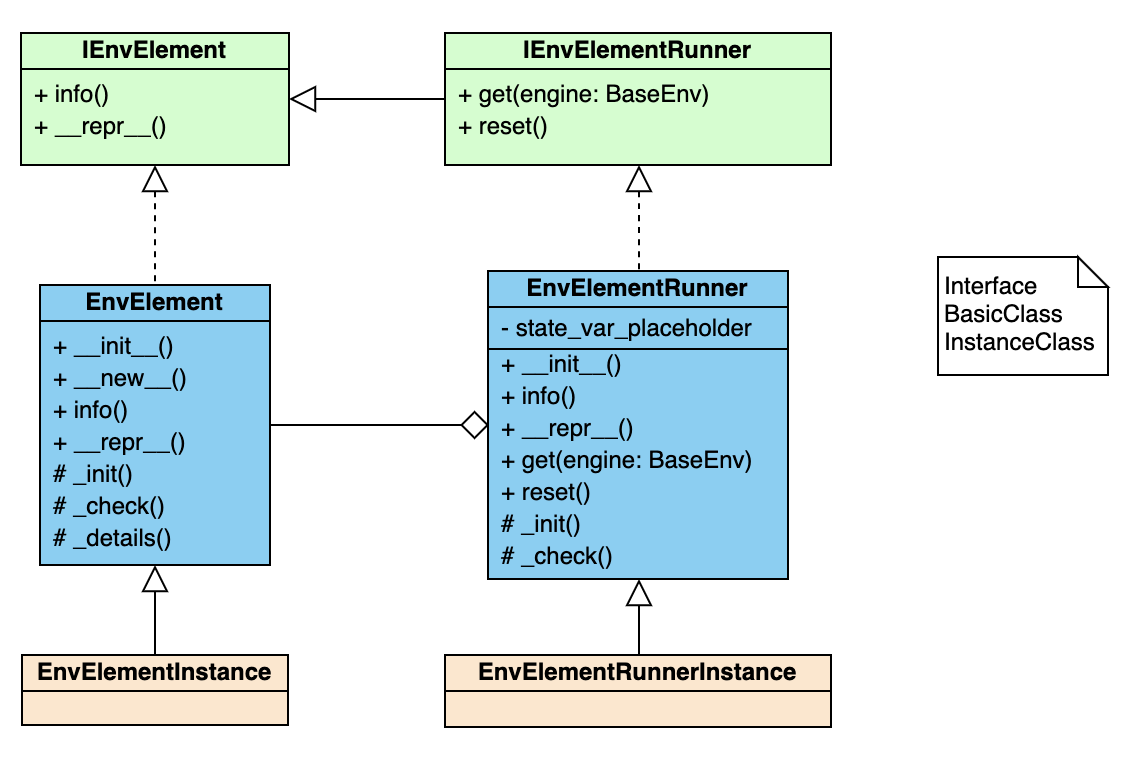 IEnvElement
+ info()
+ __repr__()
IEnvElementRunner
+ get(engine: BaseEnv)
+ reset()
EnvElement
+ __init__()
+ __new__()
+ info()
+ __repr__()
# _init()
# _check()
# _details()
EnvElementRunner
- state_var_placeholder
+ __init__()
+ info()
+ __repr__()
+ get(engine: BaseEnv)
+ reset()
# _init()
# _check()
Interface
BasicClass
InstanceClass
EnvElementInstance
EnvElementRunnerInstance